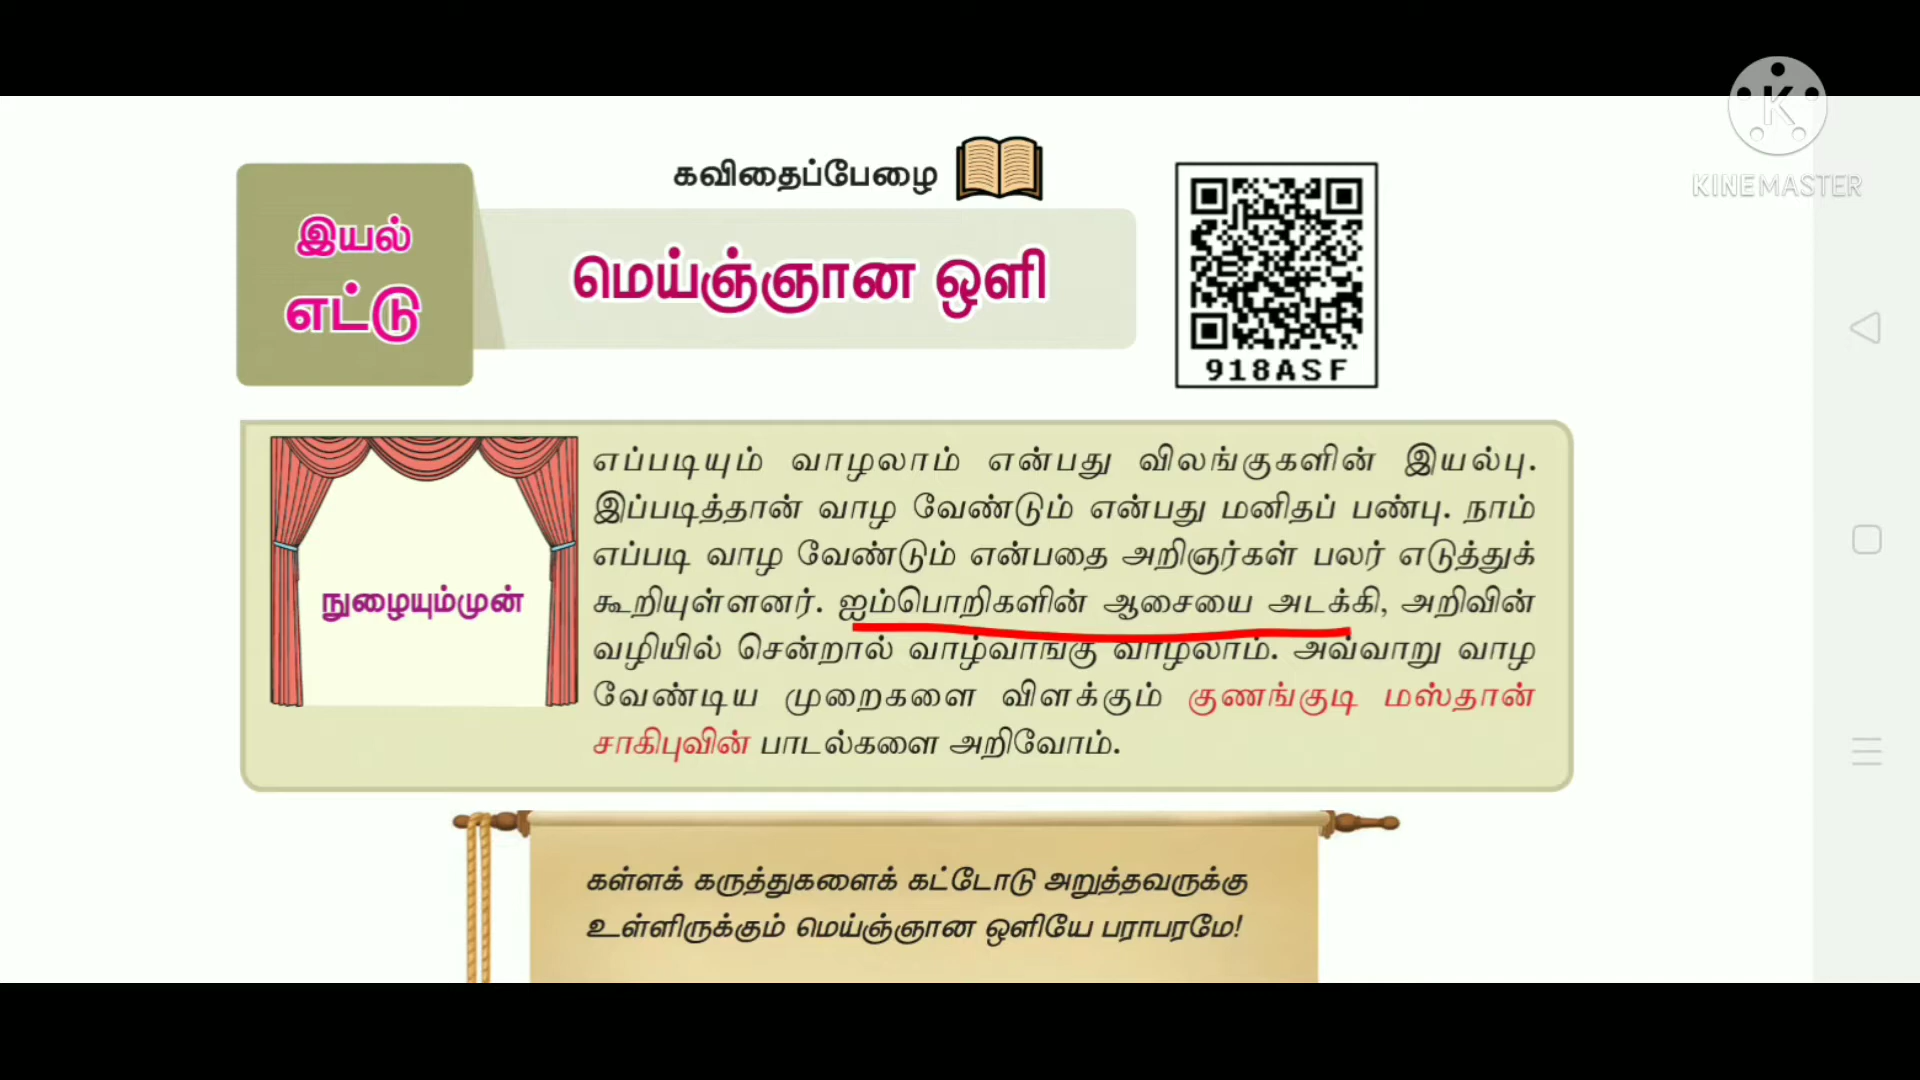 கவிதைப்பேழை
இயல்
எட்டு
மெய்ஞ்ஞான ஒளி
918ASF
KINEMASTER
நுழையும்முன்
எப்படியும் வாழலாம் என்பது விலங்குகளின் இயல்பு.
இப்படித்தான் வாழ வேண்டும் என்பது மனிதப் பண்பு. நாம்
எப்படி வாழ வேண்டும் என்பதை அறிஞர்கள் பலர் எடுத்துக்
கூறியுள்ளனர். ஐம்பொறிகளின் ஆசையை அடக்கி, அறிவின்
வழியில் சென்றால் வாழ்வாங்கு வாழலாம். அவ்வாறு வாழ
வேண்டிய முறைகளை விளக்கும் குணங்குடி மஸ்தான்
சாகிபுவின் பாடல்களை அறிவோம்.
கள்ளக் கருத்துகளைக் கட்டோடு அறுத்தவருக்கு
உள்ளிருக்கும் மெய்ஞ்ஞான ஒளியே பராபரமே!